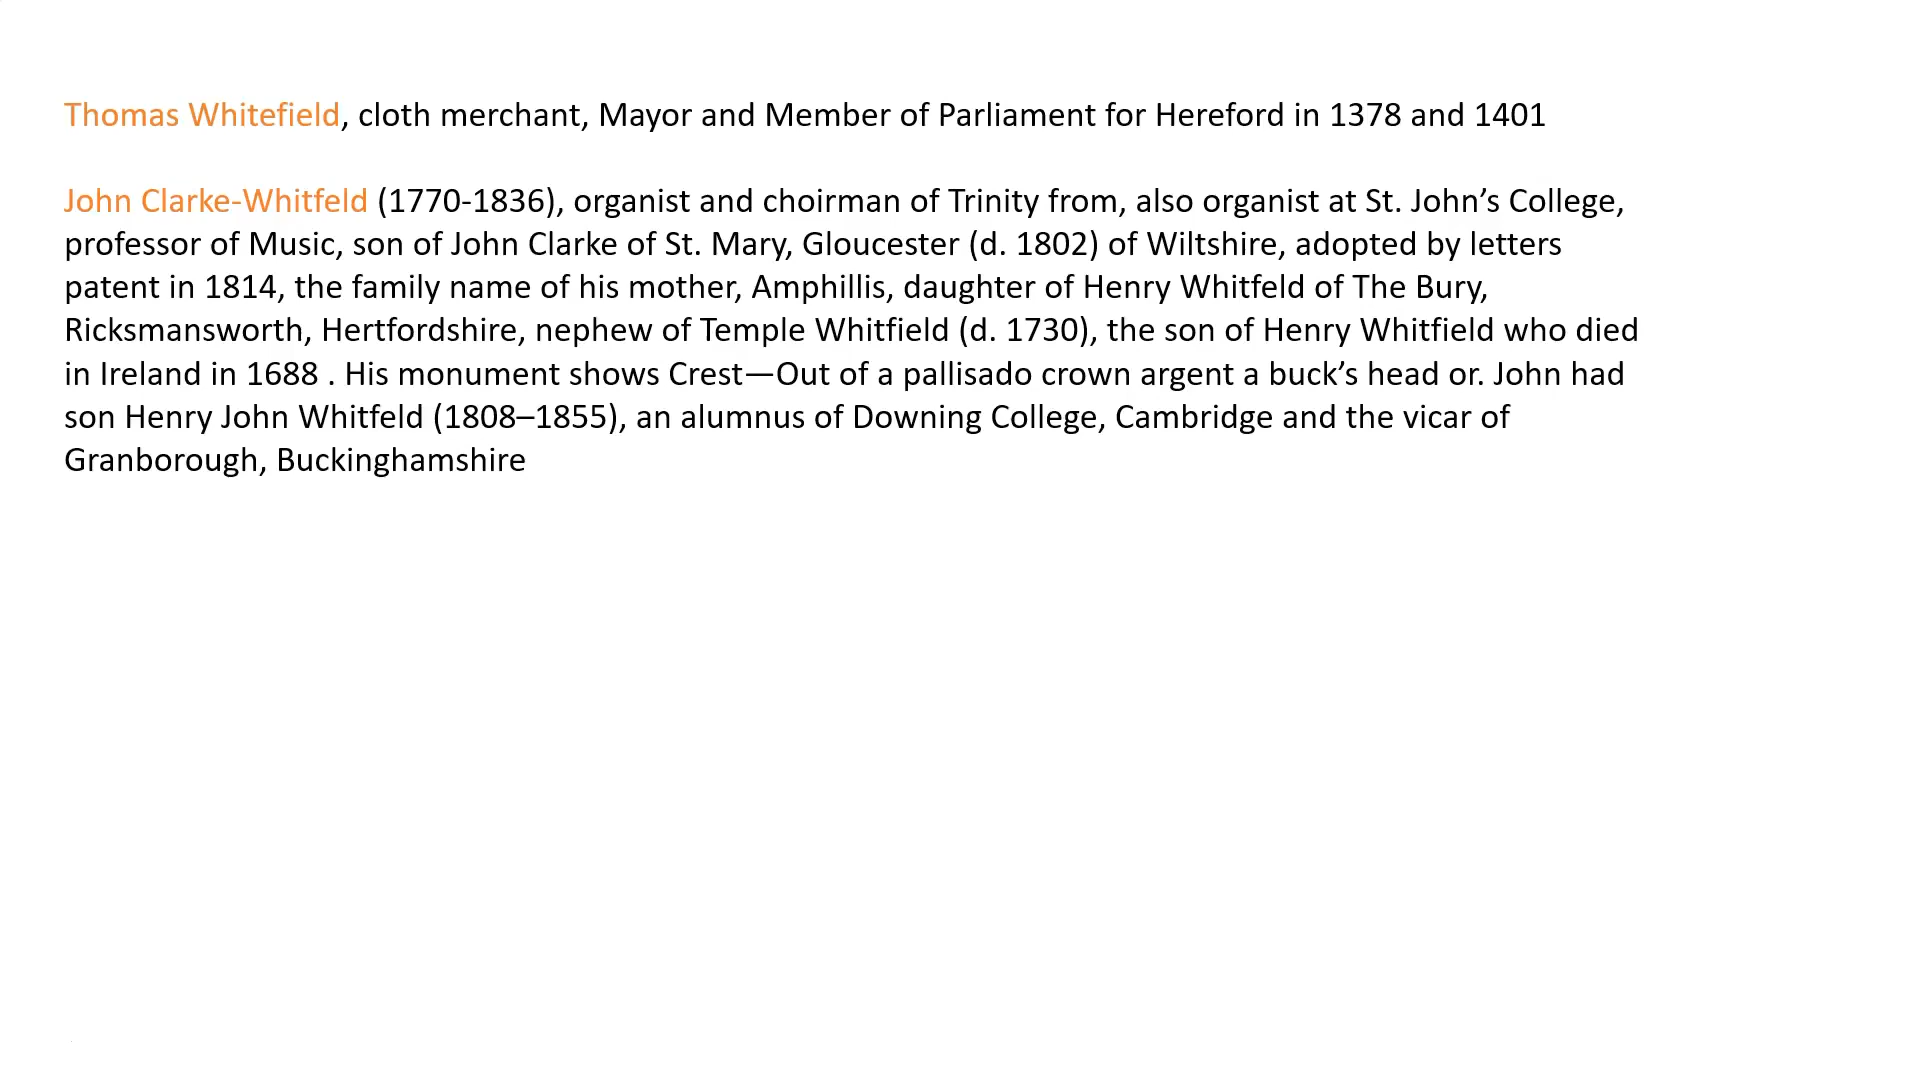 Thomas Whitefield, cloth merchant, Mayor and Member of Parliament for Hereford in 1378 and 1401
John Clarke-Whitfeld (1770-1836), organist and choirman of Trinity from, also organist at St. John’s College,
professor of Music, son of John Clarke of St. Mary, Gloucester (d. 1802) of Wiltshire, adopted by letters
patent in 1814, the family name of his mother, Amphillis, daughter of Henry Whitfeld of The Bury,
Ricksmansworth, Hertfordshire, nephew of Temple Whitfield (d. 1730), the son of Henry Whitfield who died
in Ireland in 1688 . His monument shows Crest—Out of a pallisado crown argent a buck’s head or. John had
son Henry John Whitfeld (1808–1855), an alumnus of Downing College, Cambridge and the vicar of
Granborough, Buckinghamshire